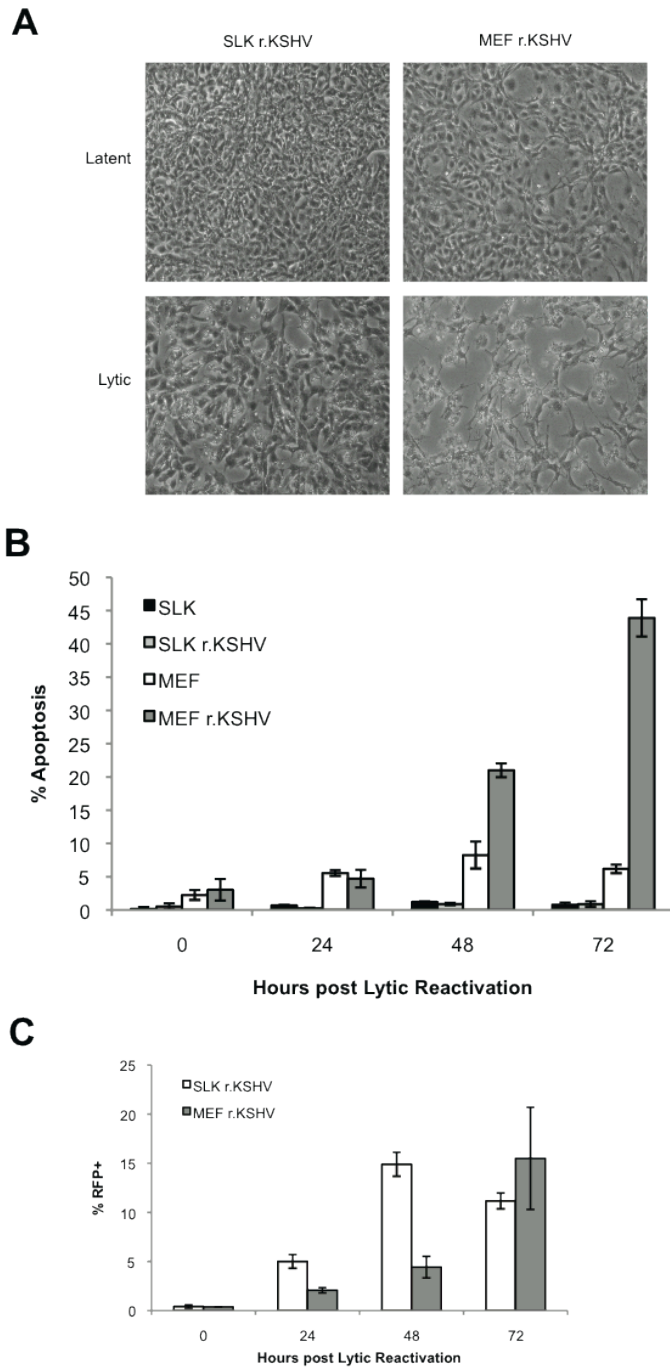 A
SLK r.KSHV
MEF r.KSHV
Latent
Lytic
B
50
45
40
35
30
25
20
15
10
5
0
% Apoptosis
SLK
SLK r.KSHV
MEF
MEF r.KSHV
0 24 48 72
Hours post Lytic Reactivation
C
25
20
15
10
5
0
% RFP+
SLK r.KSHV
MEF r.KSHV
0 24 48 72
Hours post Lytic Reactivation